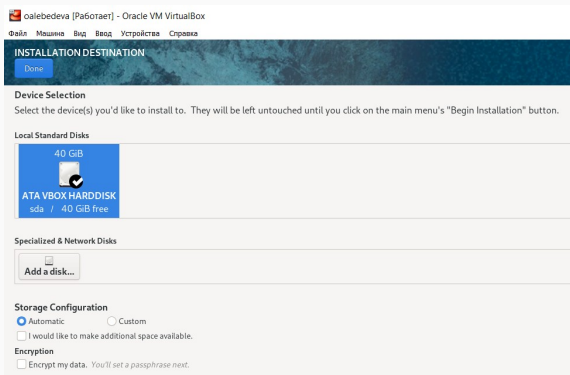 oalebedeva [Работает] - Oracle VM VirtualBox
Файл Машина Вид Ввод Устройства Справка
INSTALLATION DESTINATION
Done
Device Selection
Select the device(s) you'd like to install to. They will be left untouched until you click on the main menu's "Begin Installation" button.
Local Standard Disks
40 GiB
ATA VBOX HARDDISK
sda / 40 GiB free
Specialized & Network Disks
Add a disk...
Storage Configuration
Automatic Custom
I would like to make additional space available.
Encryption
Encrypt my data. You'll set a passphrase next.